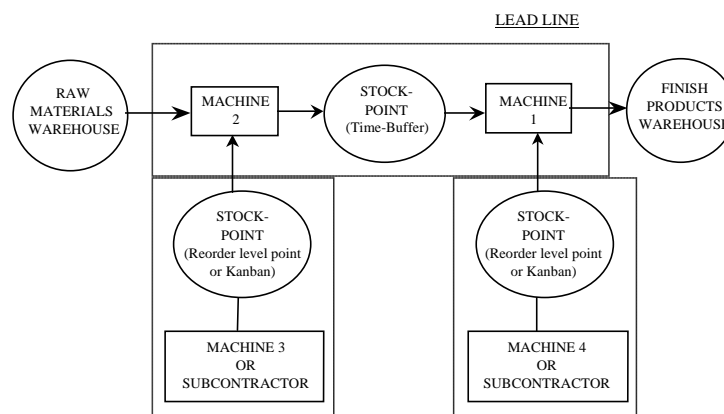 LEAD LINE
RAW
MATERIALS
WAREHOUSE
MACHINE
2
STOCK-
POINT
(Time-Buffer)
MACHINE
1
FINISH
PRODUCTS
WAREHOUSE
STOCK-
POINT
(Reorder level point
or Kanban)
STOCK-
POINT
(Reorder level point
or Kanban)
MACHINE 3
OR
SUBCONTRACTOR
MACHINE 4
OR
SUBCONTRACTOR